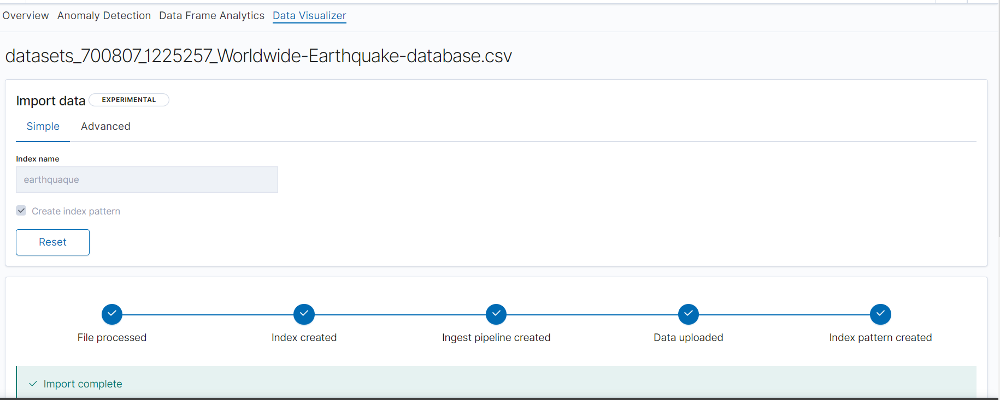 Overview Anomaly Detection Data Frame Analytics Data Visualizer
datasets_700807_1225257_Worldwide-Earthquake-database.csv
Import data EXPERIMENTAL
Simple Advanced
Index name
earthquaque
Create index pattern
Reset
File processed Index created Ingest pipeline created Data uploaded Index pattern created
Import complete